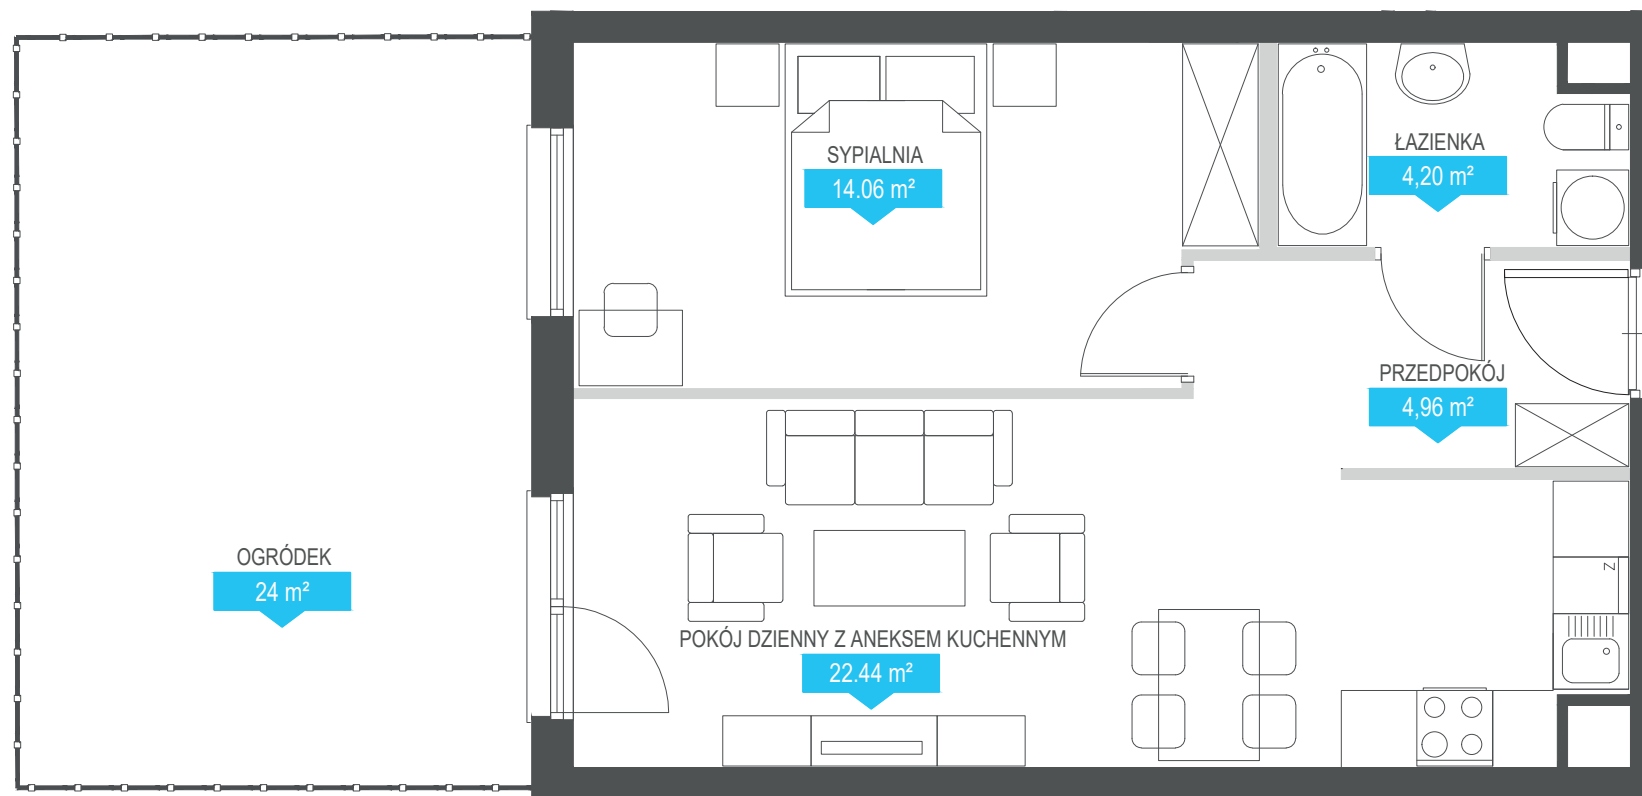 SYPIALNIA
14.06 m²
ŁAZIENKA
4,20 m²
PRZEDPOKÓJ
4,96 m²
OGRÓDEK
24 m²
Z
POKÓJ DZIENNY Z ANEKSEM KUCHENNYM
22.44 m²